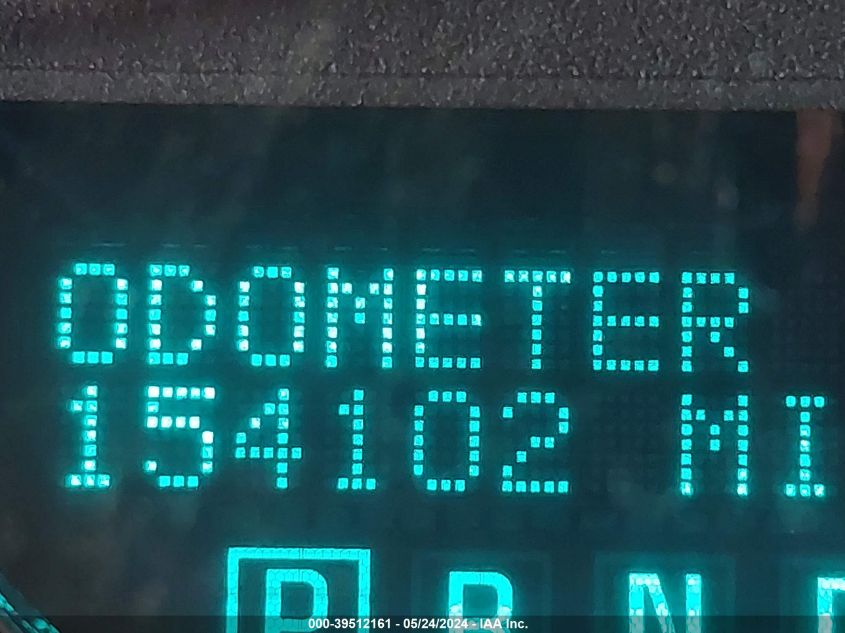 ODOMETER
154102 MI
P R N
000-39512161 - 05/24/2024 - IAA Inc.